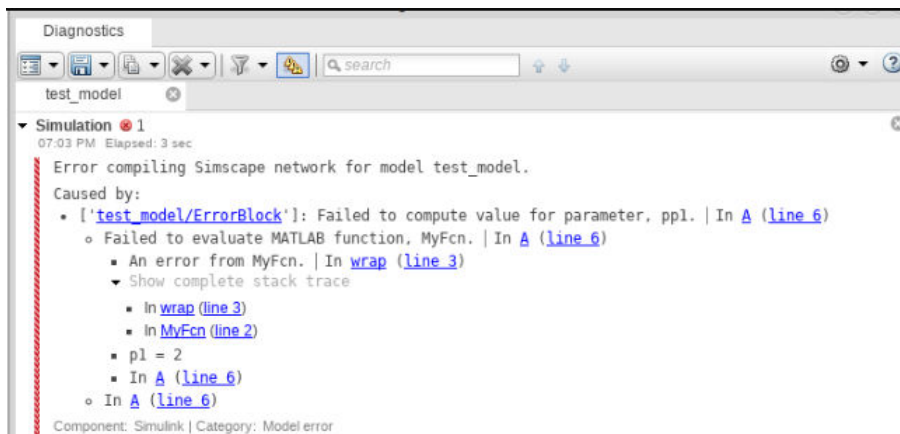 Diagnostics
search
test_model
Simulation 1
07:03 PM Elapsed: 3 sec
Error compiling Simscape network for model test_model.
Caused by:
['test_model/ErrorBlock']: Failed to compute value for parameter, pp1. | In A (line 6)
Failed to evaluate MATLAB function, MyFcn. | In A (line 6)
An error from MyFcn. | In wrap (line 3)
Show complete stack trace
In wrap (line 3)
In MyFcn (line 2)
p1 = 2
In A (line 6)
In A (line 6)
Component: Simulink | Category: Model error